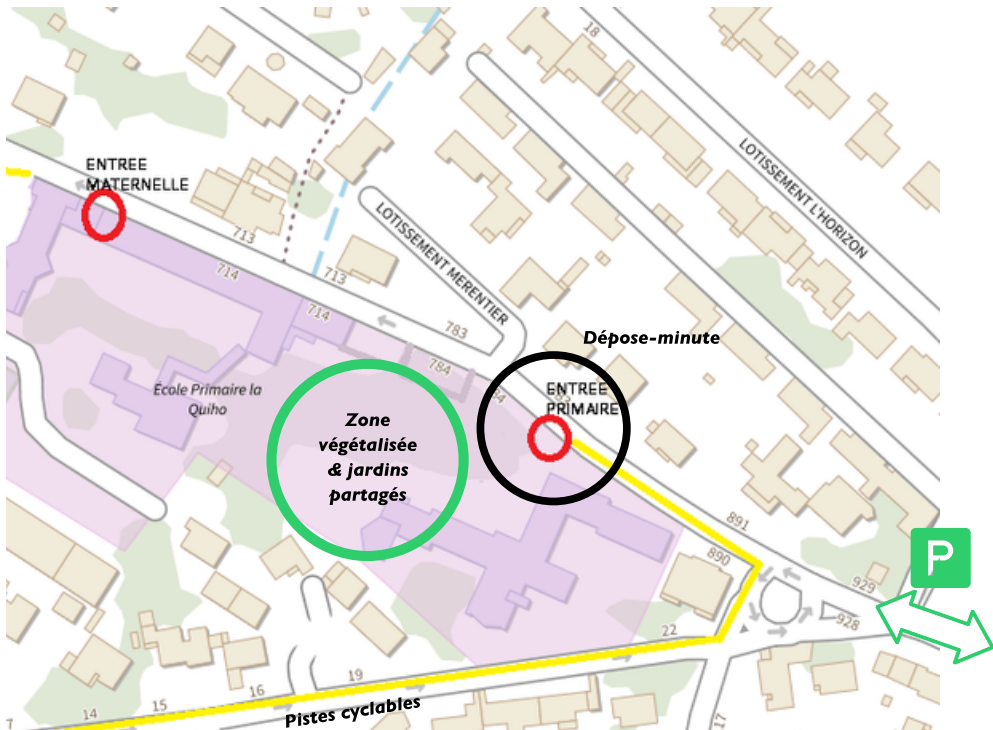 18
LOTISSEMENT L'HORIZON
ENTREE
MATERNELLE
LOTISSEMENT MERENTIER
713
714
713
714
783
784
Dépose-minute
ENTREE
PRIMAIRE
École Primaire la
Quiho
Zone
végétalisée
& jardins
partagés
891
890
P
929
928
22
19
16
15
14
17
Pistes cyclables